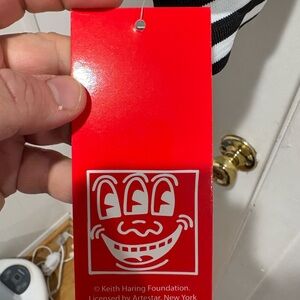 © Keith Haring Foundation.
Licensed by Artestar, New York